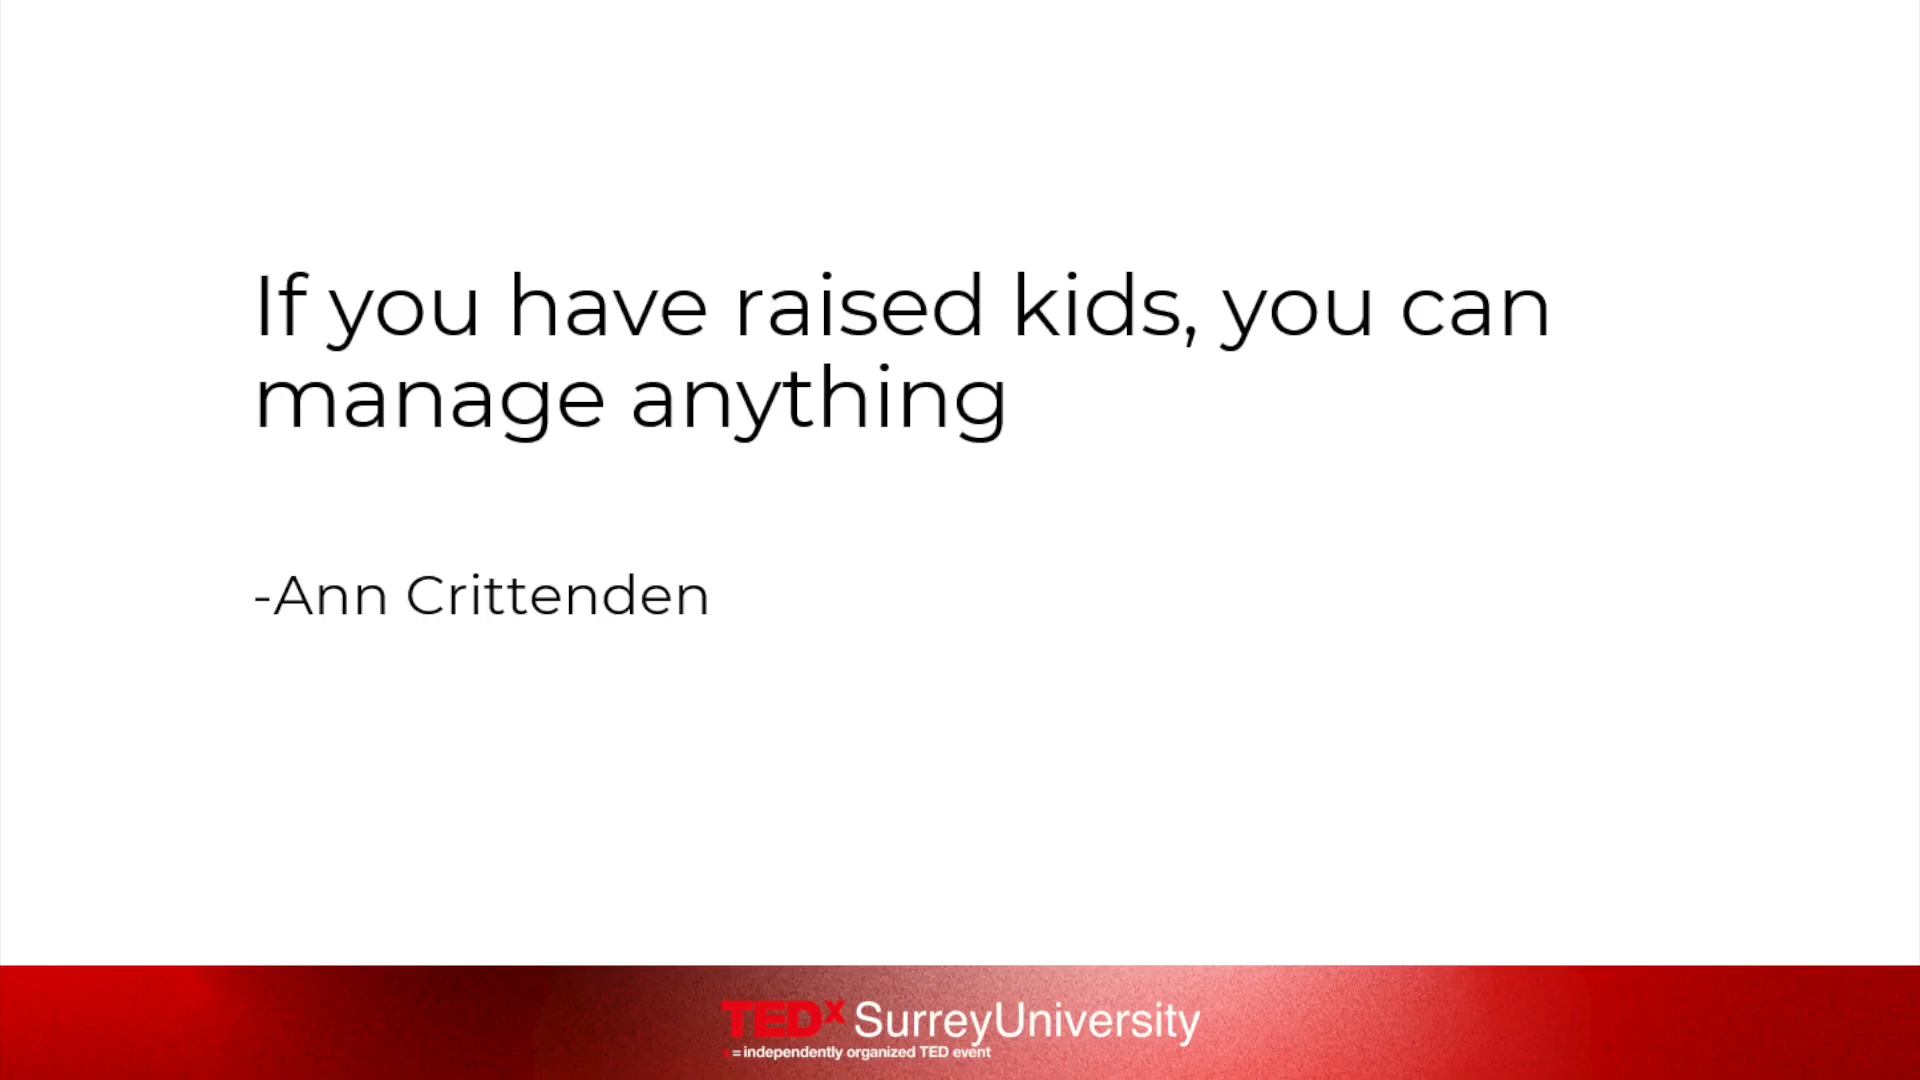 If you have raised kids, you can
manage anything
-Ann Crittenden
TEDx SurreyUniversity
x = independently organized TED event